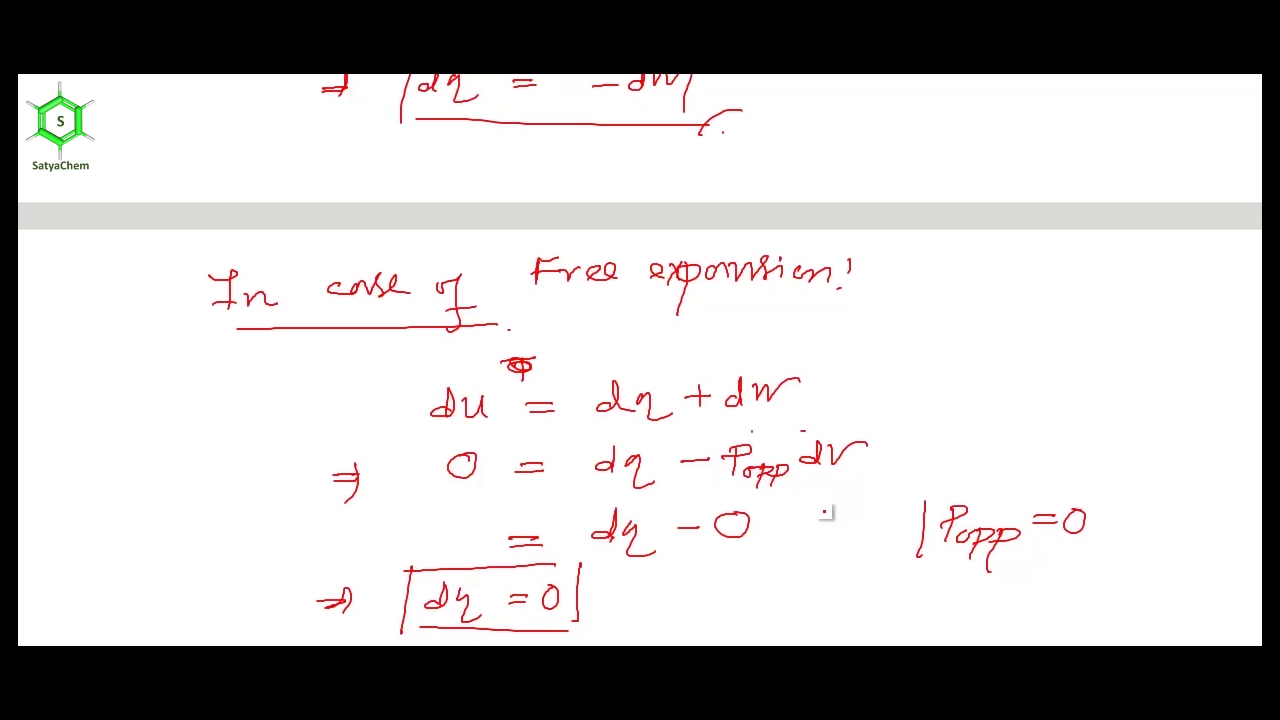 ⇒ dq = - dw
S
SatyaChem
In case of Free expansion:
du = dq + dw
⇒ 0 = dq - Popp dv
= dq - 0 | Popp = 0
⇒ dq = 0